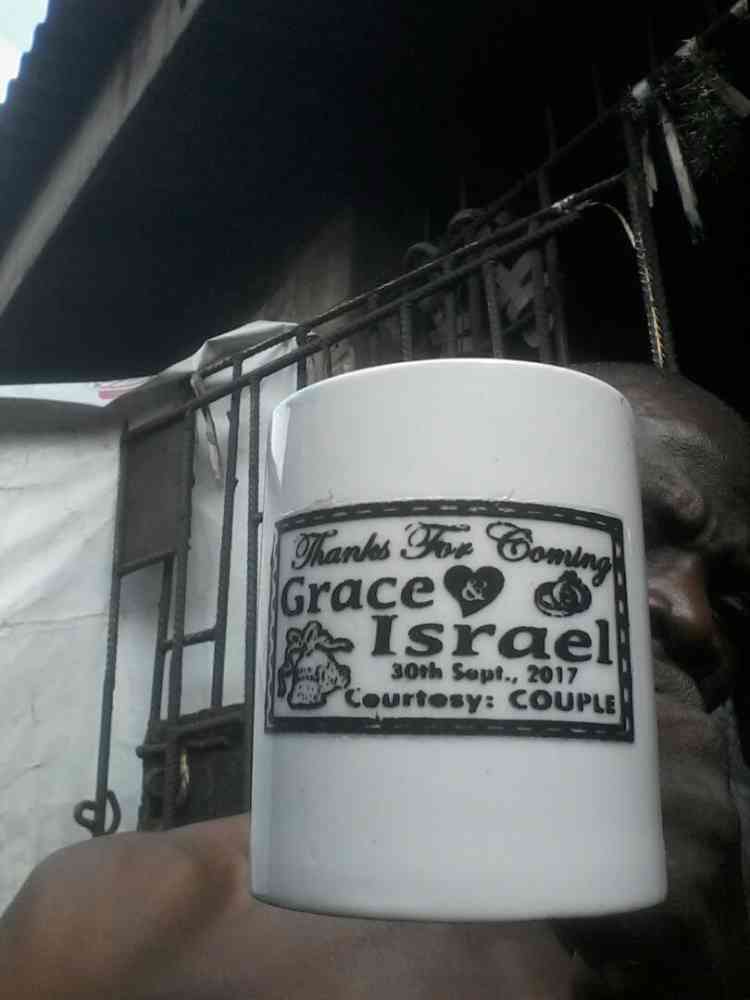 Thanks For Coming
Grace &
Israel
30th Sept., 2017
Courtesy: COUPLE